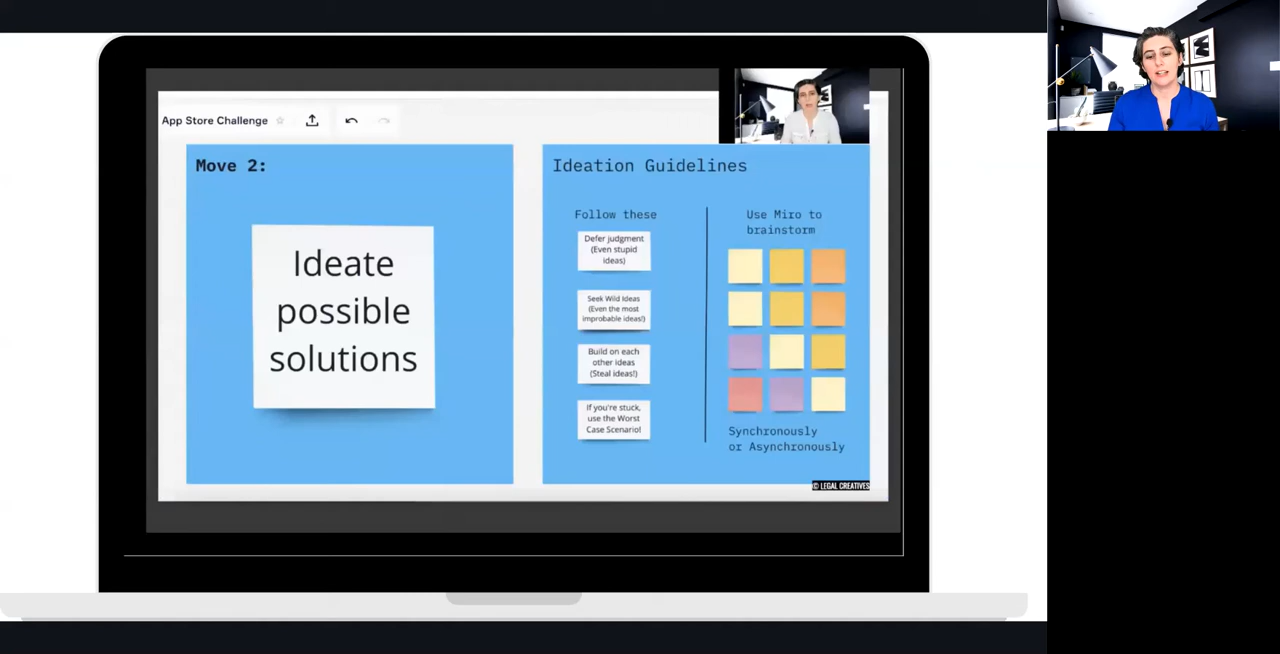 App Store Challenge
Move 2:
Ideate
possible
solutions
Ideation Guidelines
Follow these
Defer judgment
(Even stupid
ideas)
Seek Wild Ideas
(Even the most
improbable ideas!)
Build on each
other ideas
(Steal ideas!)
If you're stuck,
use the Worst
Case Scenario!
Use Miro to
brainstorm
Synchronously
or Asynchronously
© LEGAL CREATIVES